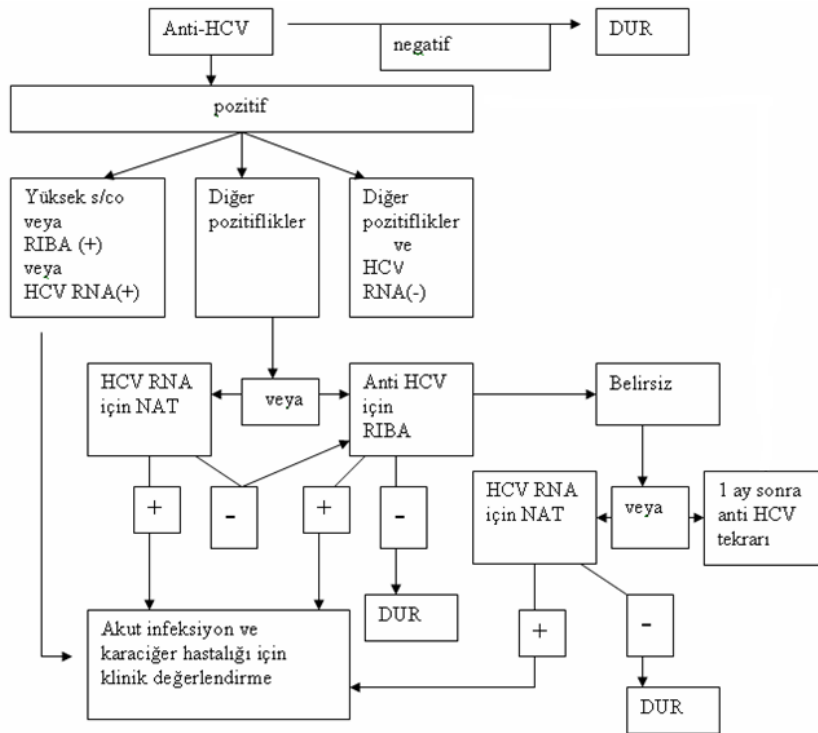 Anti-HCV
negatif
DUR
pozitif
Yüksek s/co
veya
RIBA (+)
veya
HCV RNA(+)
Diğer
pozitiflikler
Diğer
pozitiflikler
ve
HCV
RNA(-)
HCV RNA
için NAT
veya
Anti HCV
için
RIBA
Belirsiz
+
-
+
-
HCV RNA
için NAT
veya
1 ay sonra
anti HCV
tekrarı
DUR
Akut infeksiyon ve
karaciğer hastalığı için
klinik değerlendirme
+
-
DUR